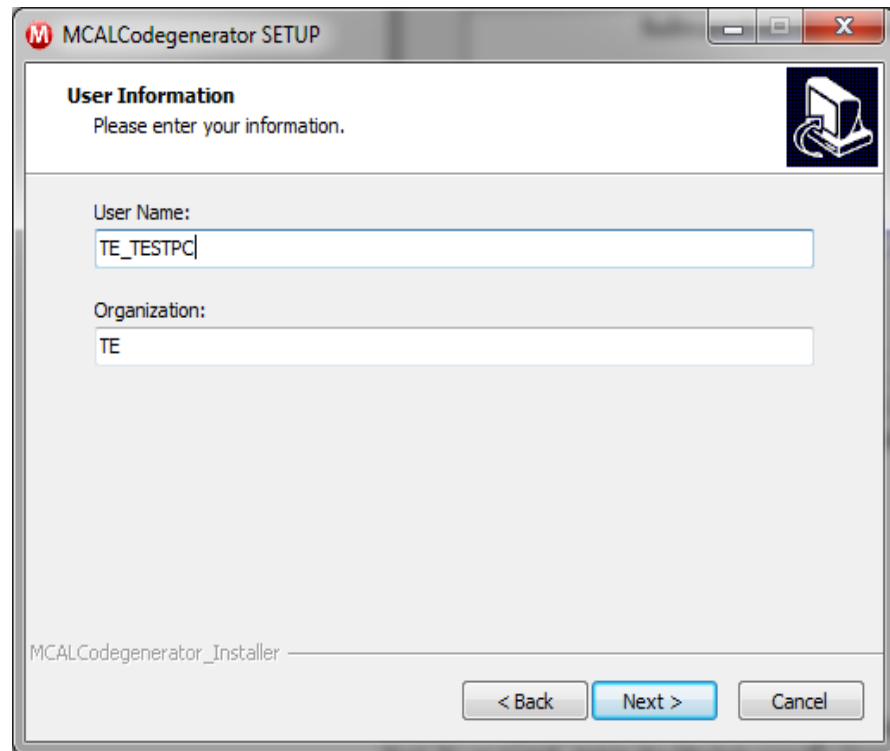 MCALCodegenerator SETUP
User Information
Please enter your information.
User Name:
TE_TESTPC
Organization:
TE
MCALCodegenerator_Installer
< Back
Next >
Cancel